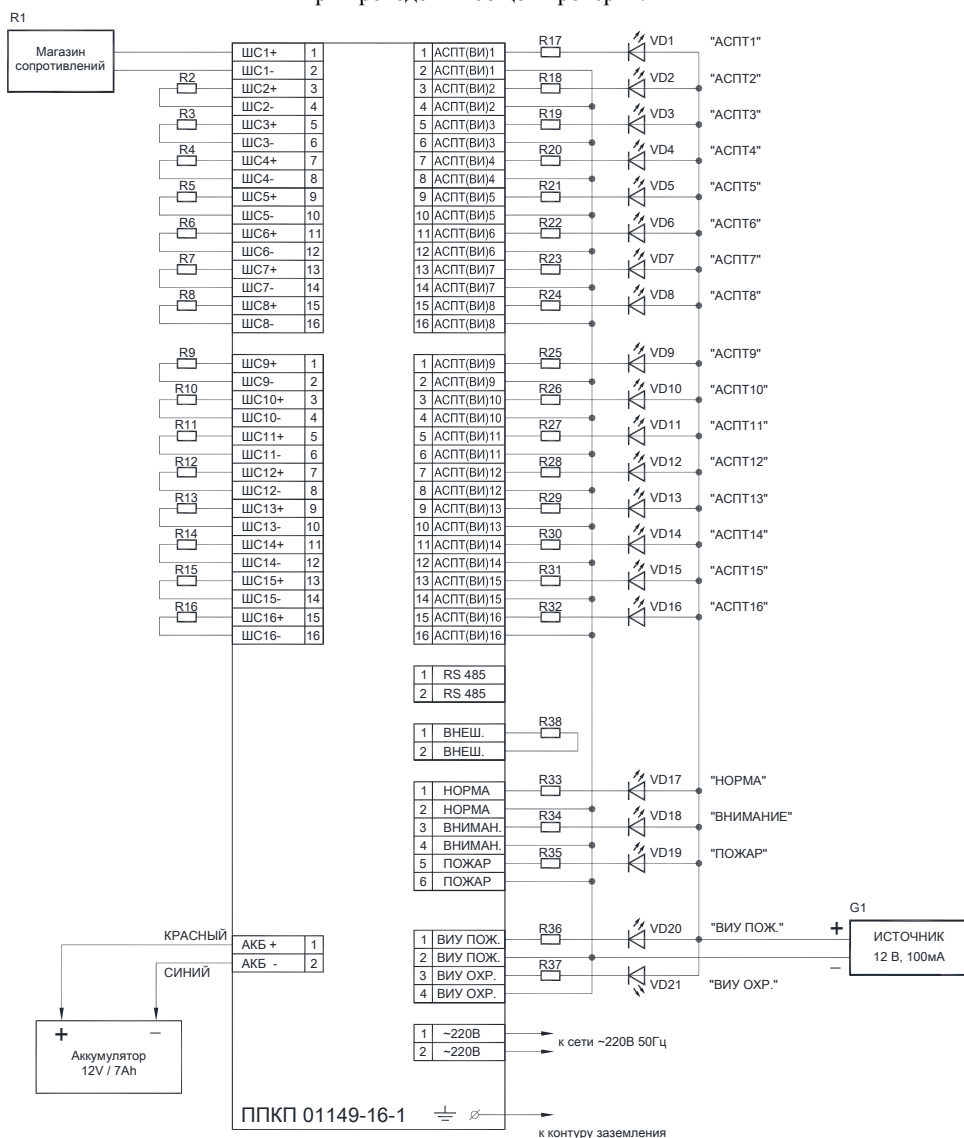 R1
Магазин
сопротивлений
ШС1+ 1
ШС1- 2
R2 ШС2+ 3
ШС2- 4
R3 ШС3+ 5
ШС3- 6
R4 ШС4+ 7
ШС4- 8
R5 ШС5+ 9
ШС5- 10
R6 ШС6+ 11
ШС6- 12
R7 ШС7+ 13
ШС7- 14
R8 ШС8+ 15
ШС8- 16
R9 ШС9+ 1
ШС9- 2
R10 ШС10+ 3
ШС10- 4
R11 ШС11+ 5
ШС11- 6
R12 ШС12+ 7
ШС12- 8
R13 ШС13+ 9
ШС13- 10
R14 ШС14+ 11
ШС14- 12
R15 ШС15+ 13
ШС15- 14
R16 ШС16+ 15
ШС16- 16
1 АСПТ(ВИ)1 R17 VD1 "АСПТ1"
2 АСПТ(ВИ)1
3 АСПТ(ВИ)2 R18 VD2 "АСПТ2"
4 АСПТ(ВИ)2
5 АСПТ(ВИ)3 R19 VD3 "АСПТ3"
6 АСПТ(ВИ)3
7 АСПТ(ВИ)4 R20 VD4 "АСПТ4"
8 АСПТ(ВИ)4
9 АСПТ(ВИ)5 R21 VD5 "АСПТ5"
10 АСПТ(ВИ)5
11 АСПТ(ВИ)6 R22 VD6 "АСПТ6"
12 АСПТ(ВИ)6
13 АСПТ(ВИ)7 R23 VD7 "АСПТ7"
14 АСПТ(ВИ)7
15 АСПТ(ВИ)8 R24 VD8 "АСПТ8"
16 АСПТ(ВИ)8
1 АСПТ(ВИ)9 R25 VD9 "АСПТ9"
2 АСПТ(ВИ)9
3 АСПТ(ВИ)10 R26 VD10 "АСПТ10"
4 АСПТ(ВИ)10
5 АСПТ(ВИ)11 R27 VD11 "АСПТ11"
6 АСПТ(ВИ)11
7 АСПТ(ВИ)12 R28 VD12 "АСПТ12"
8 АСПТ(ВИ)12
9 АСПТ(ВИ)13 R29 VD13 "АСПТ13"
10 АСПТ(ВИ)13
11 АСПТ(ВИ)14 R30 VD14 "АСПТ14"
12 АСПТ(ВИ)14
13 АСПТ(ВИ)15 R31 VD15 "АСПТ15"
14 АСПТ(ВИ)15
15 АСПТ(ВИ)16 R32 VD16 "АСПТ16"
16 АСПТ(ВИ)16
1 RS 485
2 RS 485
1 ВНЕШ. R38
2 ВНЕШ.
1 НОРМА R33 VD17 "НОРМА"
2 НОРМА
3 ВНИМАН. R34 VD18 "ВНИМАНИЕ"
4 ВНИМАН.
5 ПОЖАР R35 VD19 "ПОЖАР"
6 ПОЖАР
1 ВИУ ПОЖ. R36 VD20 "ВИУ ПОЖ."
2 ВИУ ПОЖ.
3 ВИУ ОХР. R37 VD21 "ВИУ ОХР."
4 ВИУ ОХР.
G1
+ ИСТОЧНИК
– 12 В, 100мА
1 ~220В
2 ~220В
к сети ~220В 50Гц
КРАСНЫЙ АКБ + 1
СИНИЙ АКБ - 2
+ –
Аккумулятор
12V / 7Ah
ППКП 01149-16-1
к контуру заземления